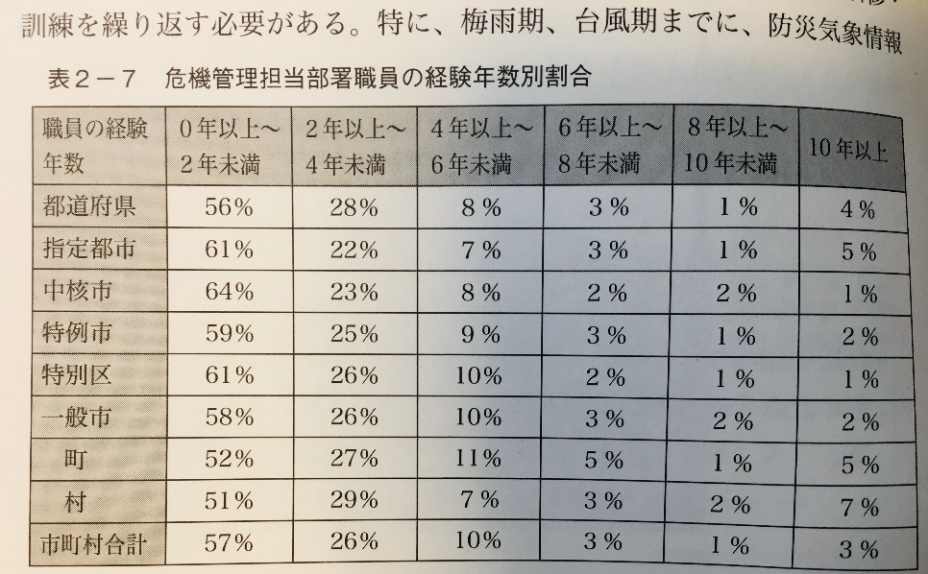 訓練を繰り返す必要がある。特に、梅雨期、台風期までに、防災気象情報
表2－7　危機管理担当部署職員の経験年数別割合
職員の経験年数 0年以上～2年未満 2年以上～4年未満 4年以上～6年未満 6年以上～8年未満 8年以上～10年未満 10年以上
都道府県 56% 28% 8% 3% 1% 4%
指定都市 61% 22% 7% 3% 1% 5%
中核市 64% 23% 8% 2% 2% 1%
特例市 59% 25% 9% 3% 1% 2%
特別区 61% 26% 10% 2% 1% 1%
一般市 58% 26% 10% 3% 2% 2%
町 52% 27% 11% 5% 1% 5%
村 51% 29% 7% 3% 2% 7%
市町村合計 57% 26% 10% 3% 1% 3%